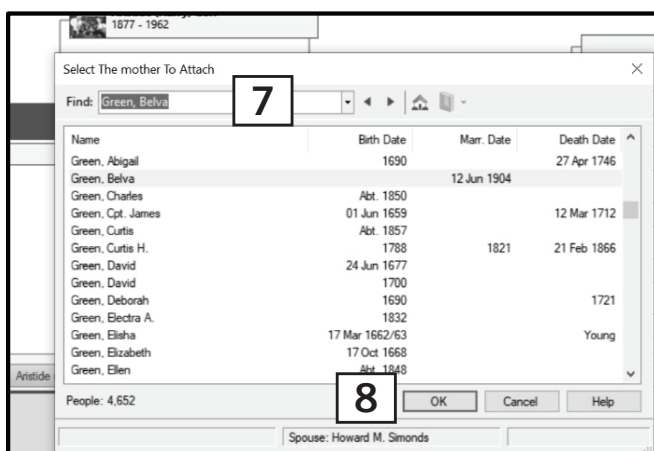 1877 - 1962
Select The mother To Attach
Find: Green, Belva
7
Name Birth Date Marr. Date Death Date
Green, Abigail 1690 27 Apr 1746
Green, Belva 12 Jun 1904
Green, Charles Abt. 1850
Green, Cpt. James 01 Jun 1659 12 Mar 1712
Green, Curtis Abt. 1857
Green, Curtis H. 1788 1821 21 Feb 1866
Green, David 24 Jun 1677
Green, David 1700
Green, Deborah 1690 1721
Green, Electra A. 1832
Green, Elisha 17 Mar 1662/63 Young
Green, Elizabeth 17 Oct 1668
Green, Ellen Abt. 1848
Aristide
People: 4,652
8
OK Cancel Help
Spouse: Howard M. Simonds